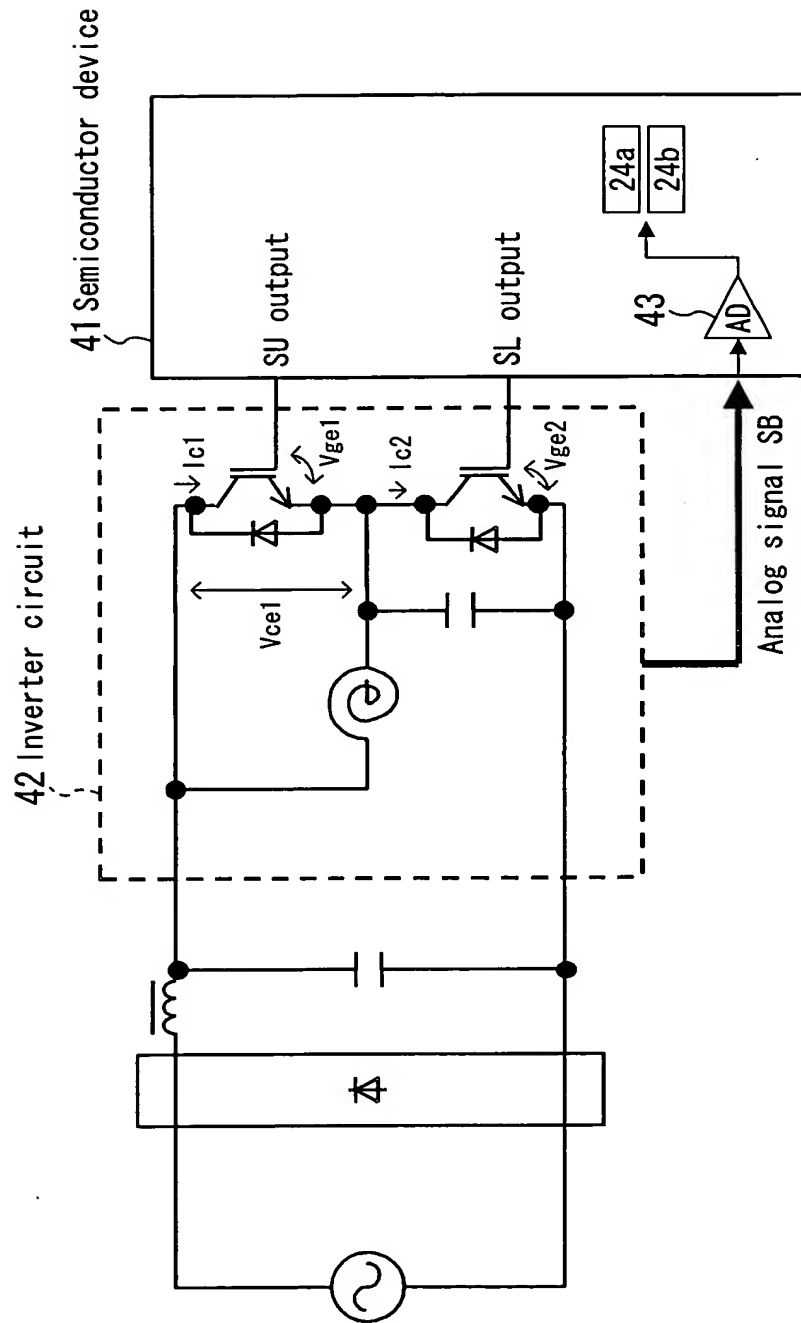 41 Semiconductor device
42 Inverter circuit
SU output
SL output
Ic1
Vge1
Vce1
Ic2
Vge2
24a
24b
43
AD
Analog signal SB